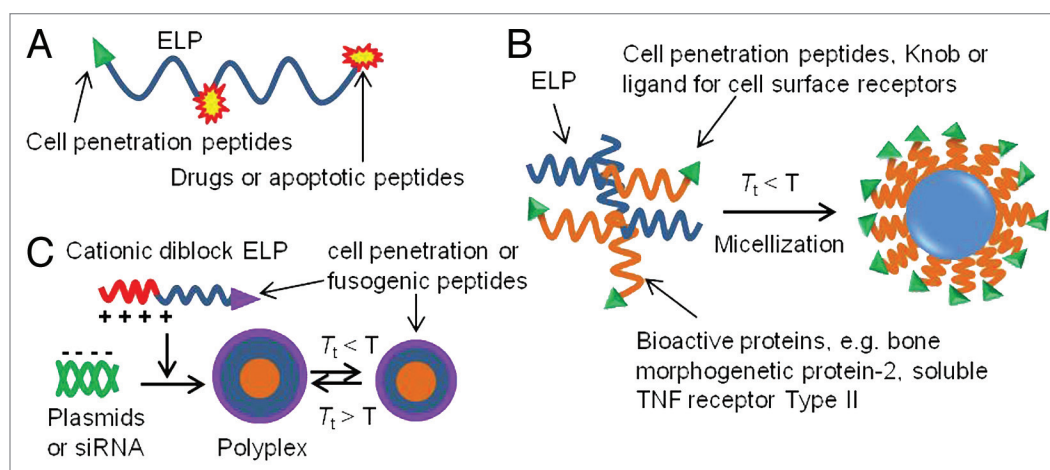 A
ELP
Cell penetration peptides
Drugs or apoptotic peptides
B
ELP
Cell penetration peptides, Knob or
ligand for cell surface receptors
Tt < T
Micellization
Bioactive proteins, e.g. bone
morphogenetic protein-2, soluble
TNF receptor Type II
C
Cationic diblock ELP
++++
cell penetration or
fusogenic peptides
----
Plasmids
or siRNA
Polyplex
Tt < T
Tt > T